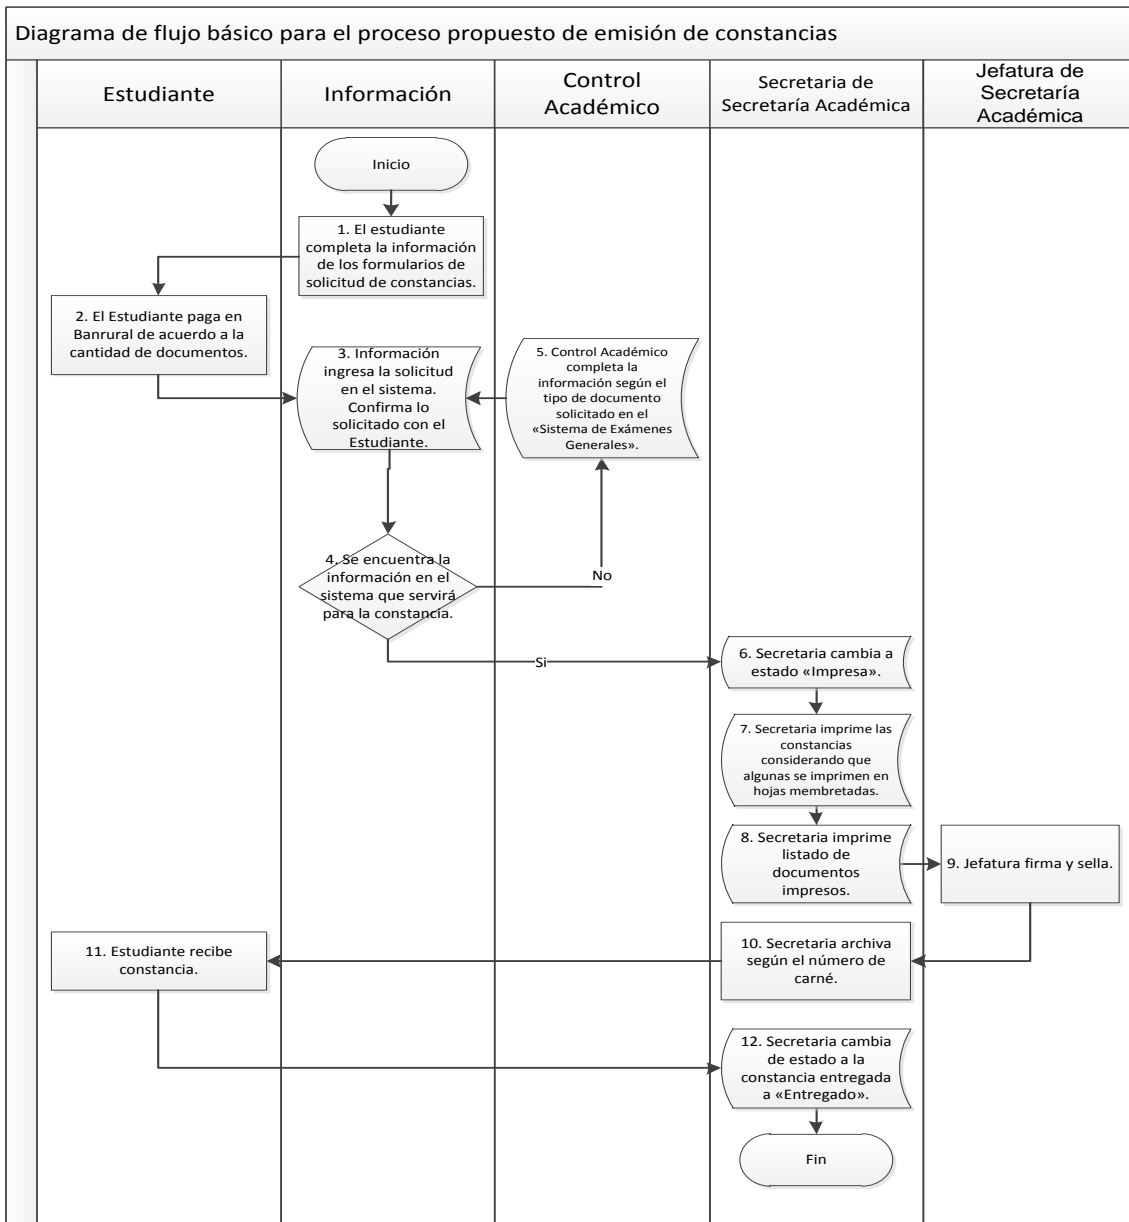 Diagrama de flujo básico para el proceso propuesto de emisión de constancias
Estudiante
Información
Control
Académico
Secretaria de
Secretaría Académica
Jefatura de
Secretaría
Académica
Inicio
1. El estudiante
completa la información
de los formularios de
solicitud de constancias.
2. El Estudiante paga en
Banrural de acuerdo a la
cantidad de documentos.
3. Información
ingresa la solicitud
en el sistema.
Confirma lo
solicitado con el
Estudiante.
5. Control Académico
completa la
información según el
tipo de documento
solicitado en el
«Sistema de Exámenes
Generales».
4. Se encuentra la
información en el
sistema que servirá
para la constancia.
No
Si
6. Secretaria cambia a
estado «Impresa».
7. Secretaria imprime las
constancias
considerando que
algunas se imprimen en
hojas membretadas.
8. Secretaria imprime
listado de
documentos
impresos.
9. Jefatura firma y sella.
10. Secretaria archiva
según el número de
carné.
11. Estudiante recibe
constancia.
12. Secretaria cambia
de estado a la
constancia entregada
a «Entregado».
Fin